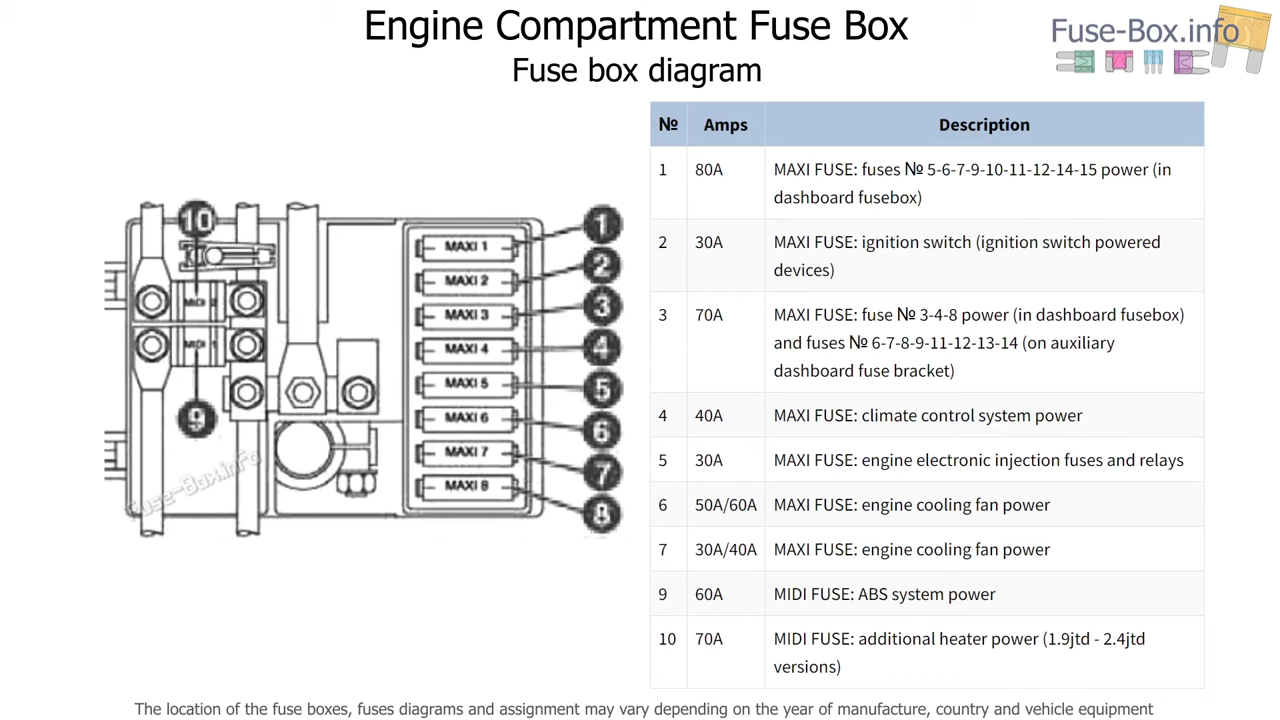 Engine Compartment Fuse Box
Fuse box diagram
Fuse-Box.info
10
MIDI 2
MIDI 1
9
MAXI 1
MAXI 2
MAXI 3
MAXI 4
MAXI 5
MAXI 6
MAXI 7
MAXI 8
1
2
3
4
5
6
7
8
Fuse-Box.info
№ Amps Description
1 80A MAXI FUSE: fuses № 5-6-7-9-10-11-12-14-15 power (in
dashboard fusebox)
2 30A MAXI FUSE: ignition switch (ignition switch powered
devices)
3 70A MAXI FUSE: fuse № 3-4-8 power (in dashboard fusebox)
and fuses № 6-7-8-9-11-12-13-14 (on auxiliary
dashboard fuse bracket)
4 40A MAXI FUSE: climate control system power
5 30A MAXI FUSE: engine electronic injection fuses and relays
6 50A/60A MAXI FUSE: engine cooling fan power
7 30A/40A MAXI FUSE: engine cooling fan power
9 60A MIDI FUSE: ABS system power
10 70A MIDI FUSE: additional heater power (1.9jtd - 2.4jtd
versions)
The location of the fuse boxes, fuses diagrams and assignment may vary depending on the year of manufacture, country and vehicle equipment